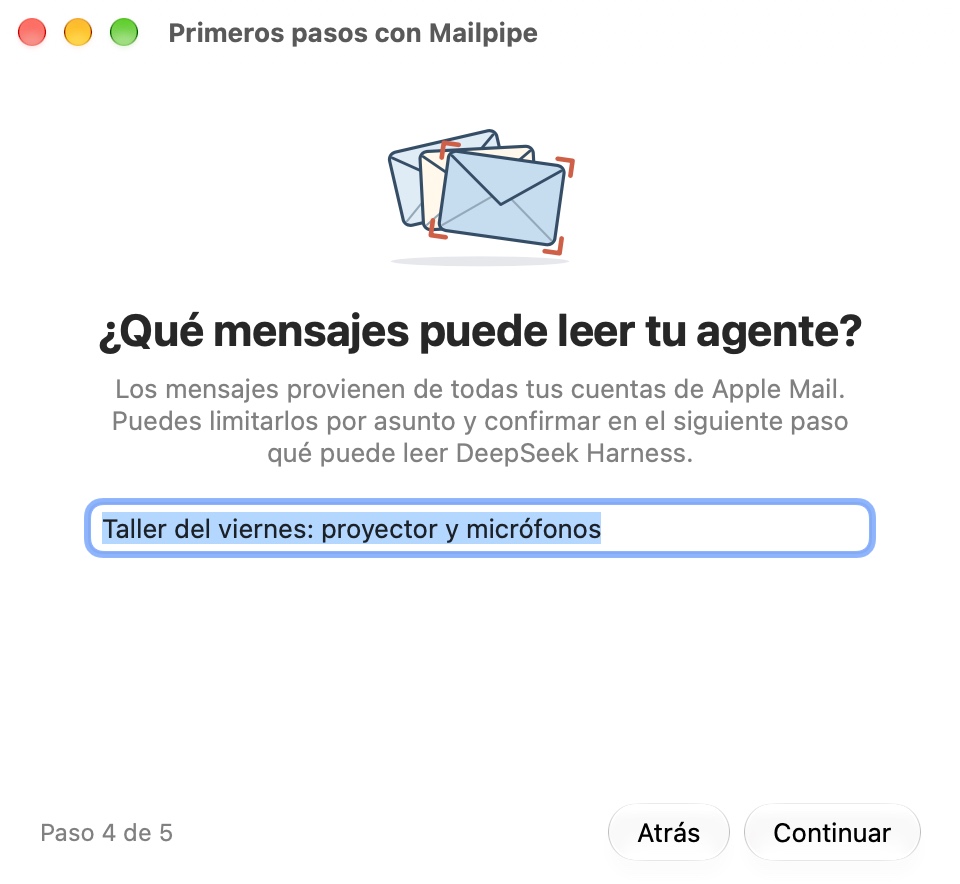 Primeros pasos con Mailpipe
¿Qué mensajes puede leer tu agente?
Los mensajes provienen de todas tus cuentas de Apple Mail.
Puedes limitarlos por asunto y confirmar en el siguiente paso
qué puede leer DeepSeek Harness.
Taller del viernes: proyector y micrófonos
Paso 4 de 5
Atrás
Continuar